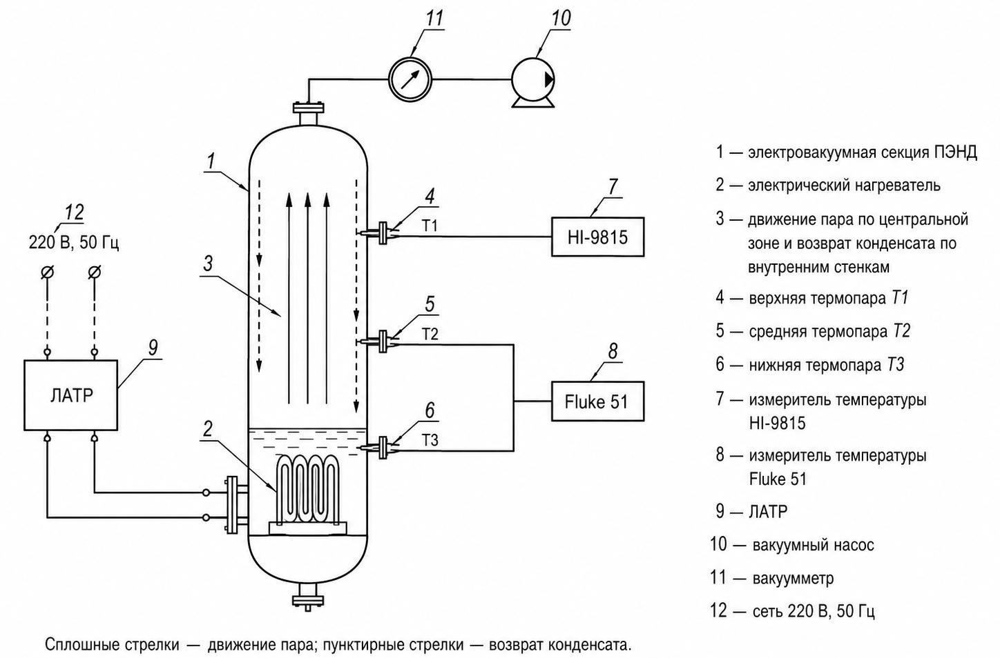 11
10
1
4
7
12
220 В, 50 Гц
T1
HI-9815
3
5
T2
9
8
ЛАТР
Fluke 51
2
6
T3
1 — электровакуумная секция ПЭНД
2 — электрический нагреватель
3 — движение пара по центральной
зоне и возврат конденсата по
внутренним стенкам
4 — верхняя термопара T1
5 — средняя термопара T2
6 — нижняя термопара T3
7 — измеритель температуры
HI-9815
8 — измеритель температуры
Fluke 51
9 — ЛАТР
10 — вакуумный насос
11 — вакуумметр
12 — сеть 220 В, 50 Гц
Сплошные стрелки — движение пара; пунктирные стрелки — возврат конденсата.